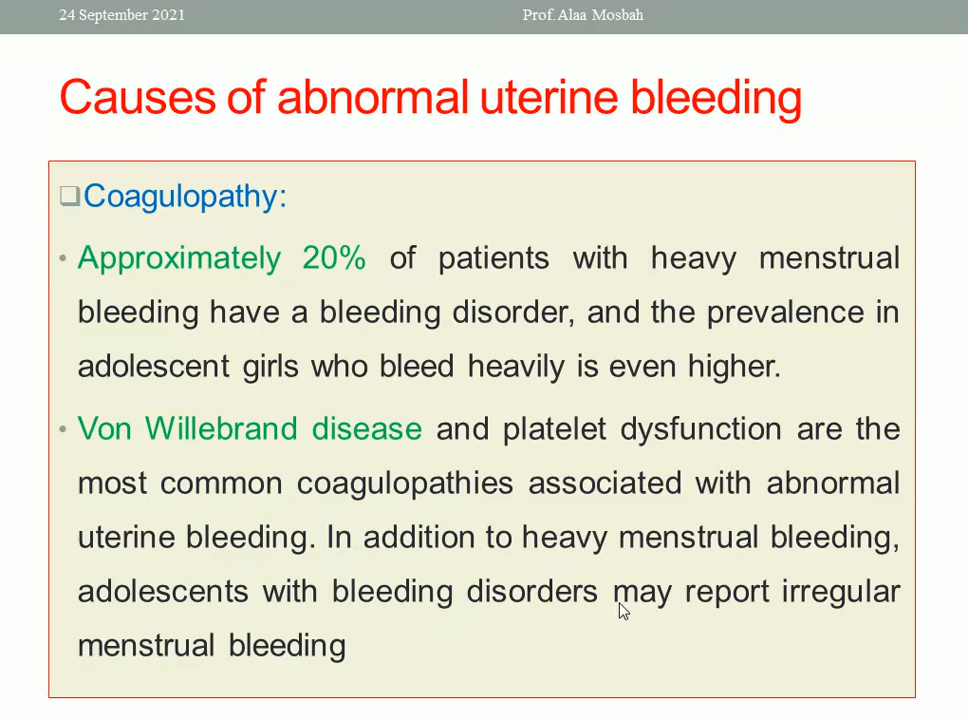 24 September 2021
Prof. Alaa Mosbah
Causes of abnormal uterine bleeding
Coagulopathy:
• Approximately 20% of patients with heavy menstrual
bleeding have a bleeding disorder, and the prevalence in
adolescent girls who bleed heavily is even higher.
• Von Willebrand disease and platelet dysfunction are the
most common coagulopathies associated with abnormal
uterine bleeding. In addition to heavy menstrual bleeding,
adolescents with bleeding disorders may report irregular
menstrual bleeding